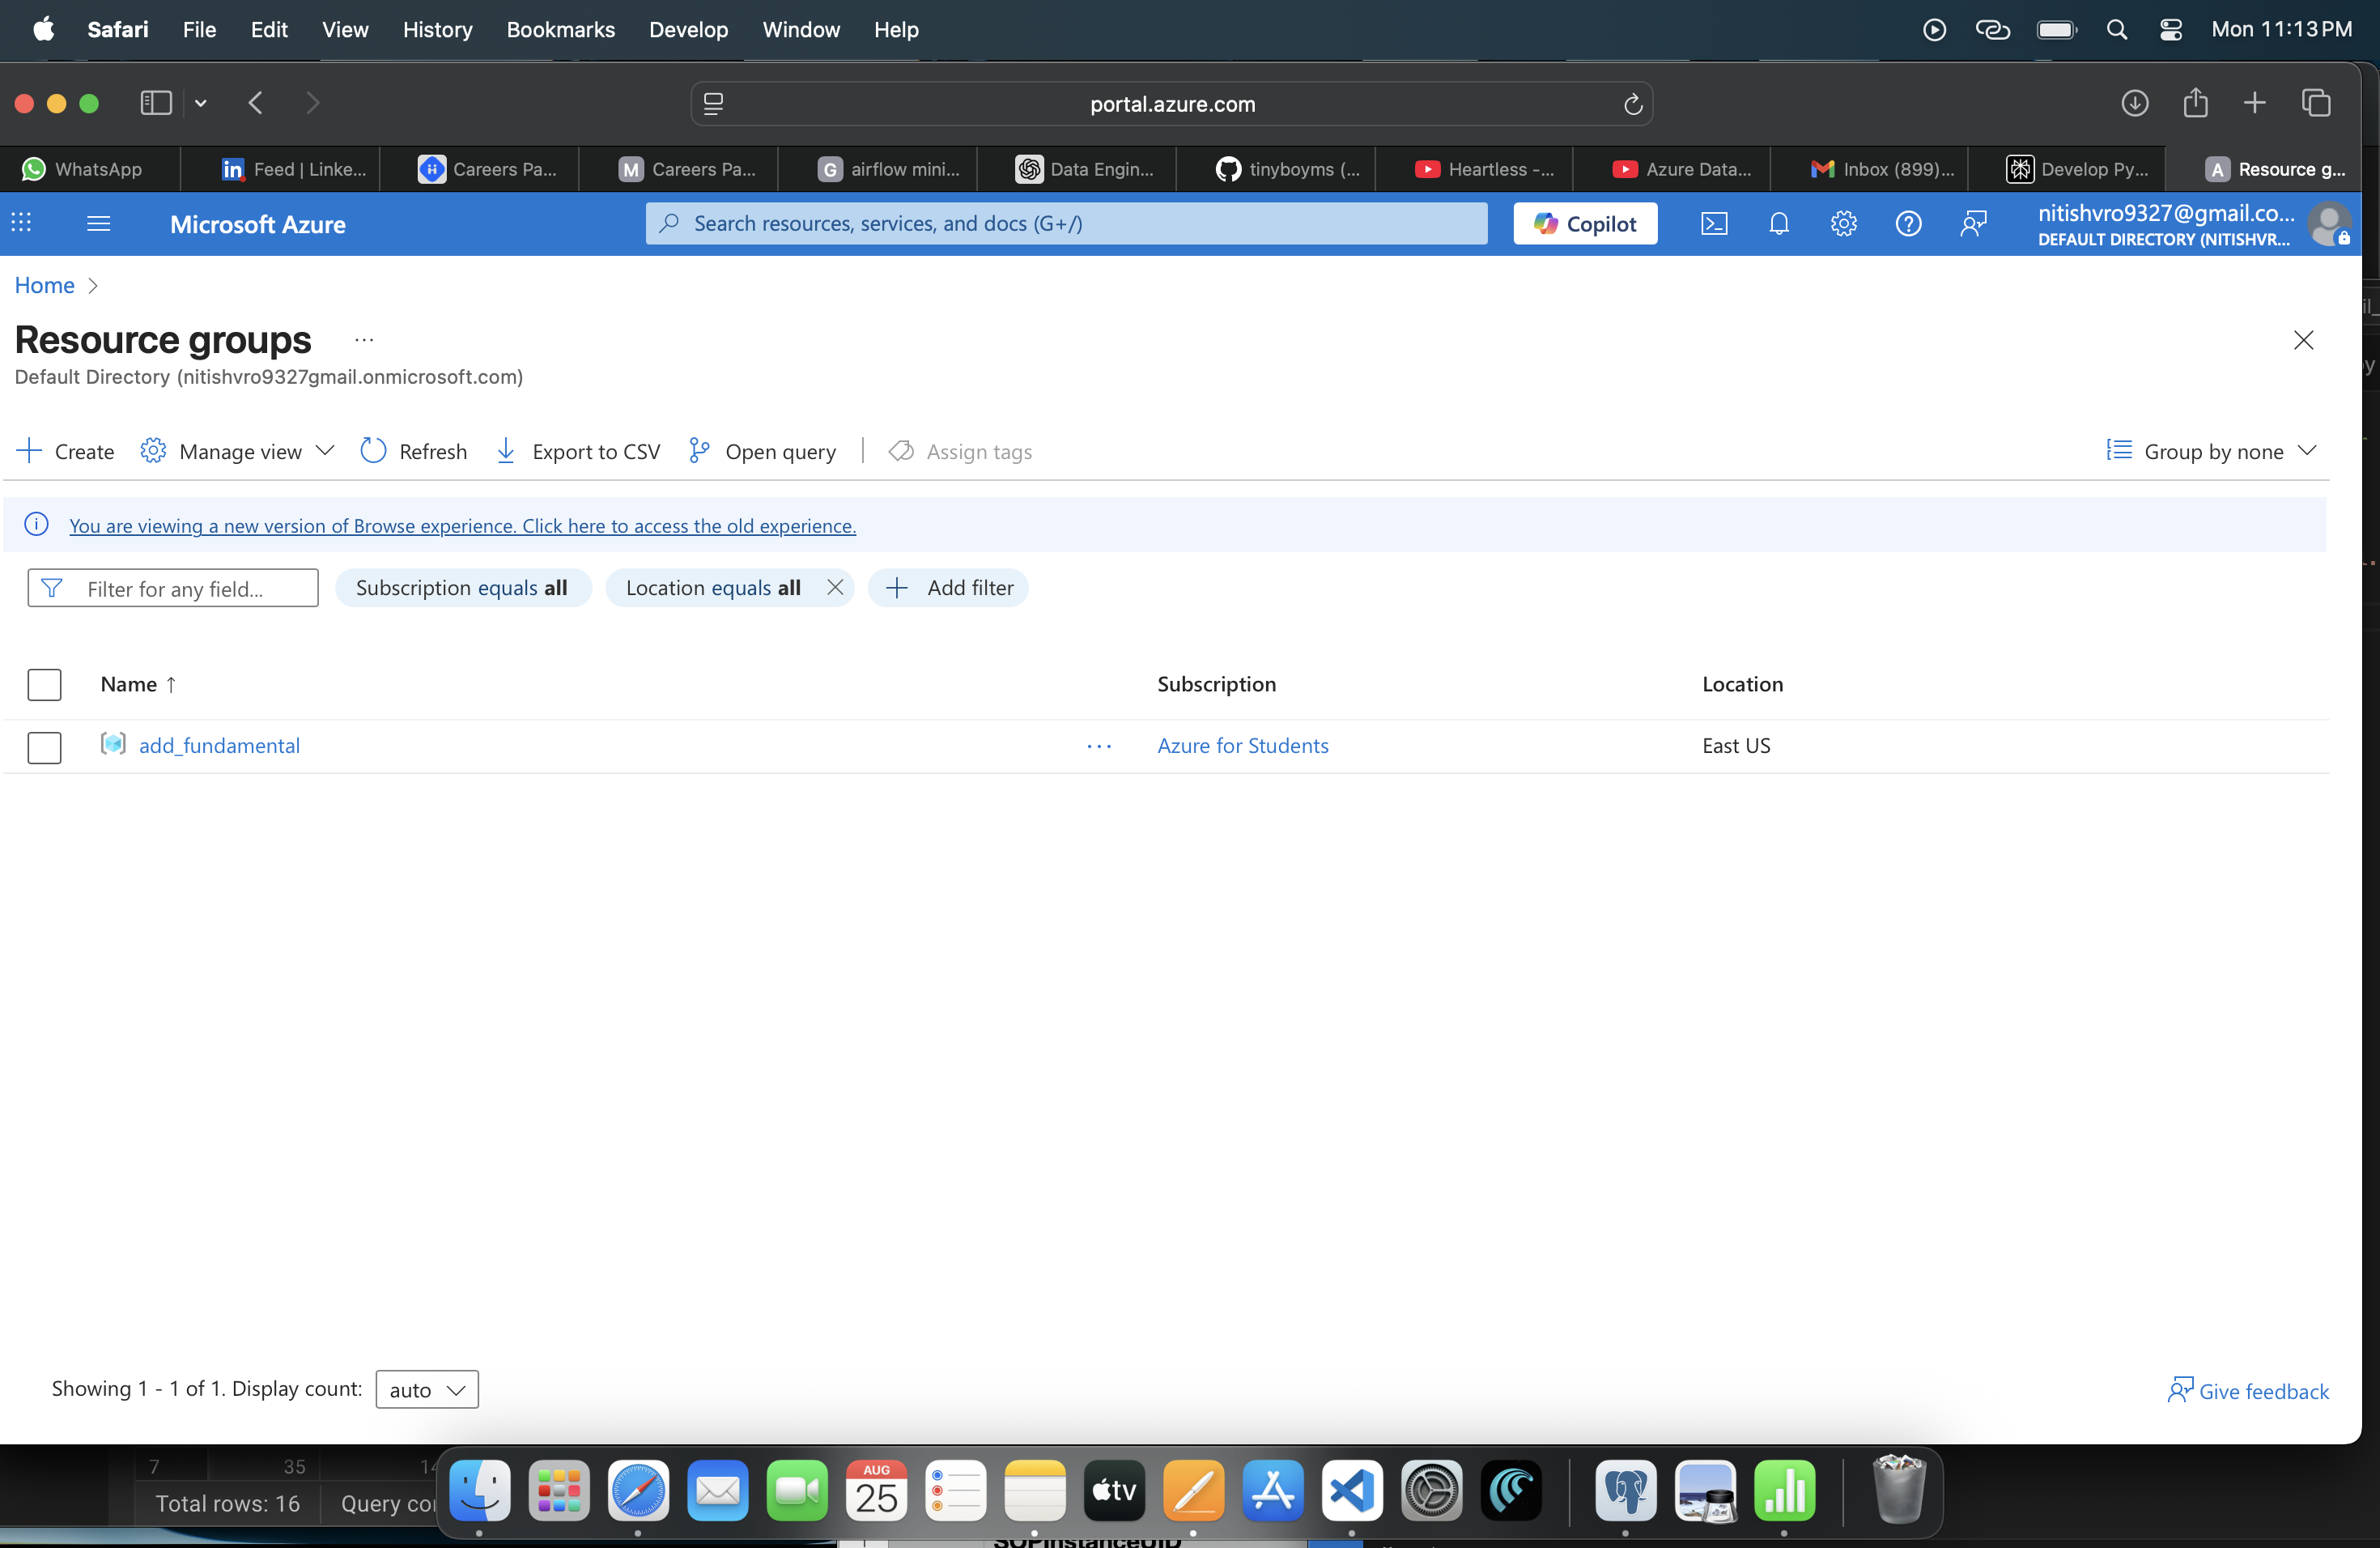 Safari File Edit View History Bookmarks Develop Window Help Mon 11:13 PM
portal.azure.com
WhatsApp Feed | Linke... Careers Pa... M Careers Pa... G airflow mini... Data Engin... tinyboyms (... Heartless -... Azure Data... Inbox (899)... Develop Py... A Resource g...
Microsoft Azure Search resources, services, and docs (G+/) Copilot nitishvro9327@gmail.co...
DEFAULT DIRECTORY (NITISHVR...
Home
Resource groups ...
Default Directory (nitishvro9327gmail.onmicrosoft.com)
Create Manage view Refresh Export to CSV Open query Assign tags Group by none
You are viewing a new version of Browse experience. Click here to access the old experience.
Filter for any field... Subscription equals all Location equals all Add filter
Name ↑ Subscription Location
add_fundamental ... Azure for Students East US
Showing 1 - 1 of 1. Display count: auto Give feedback
7 35
AUG
Total rows: 16 25 tv
SOPInstanceUID